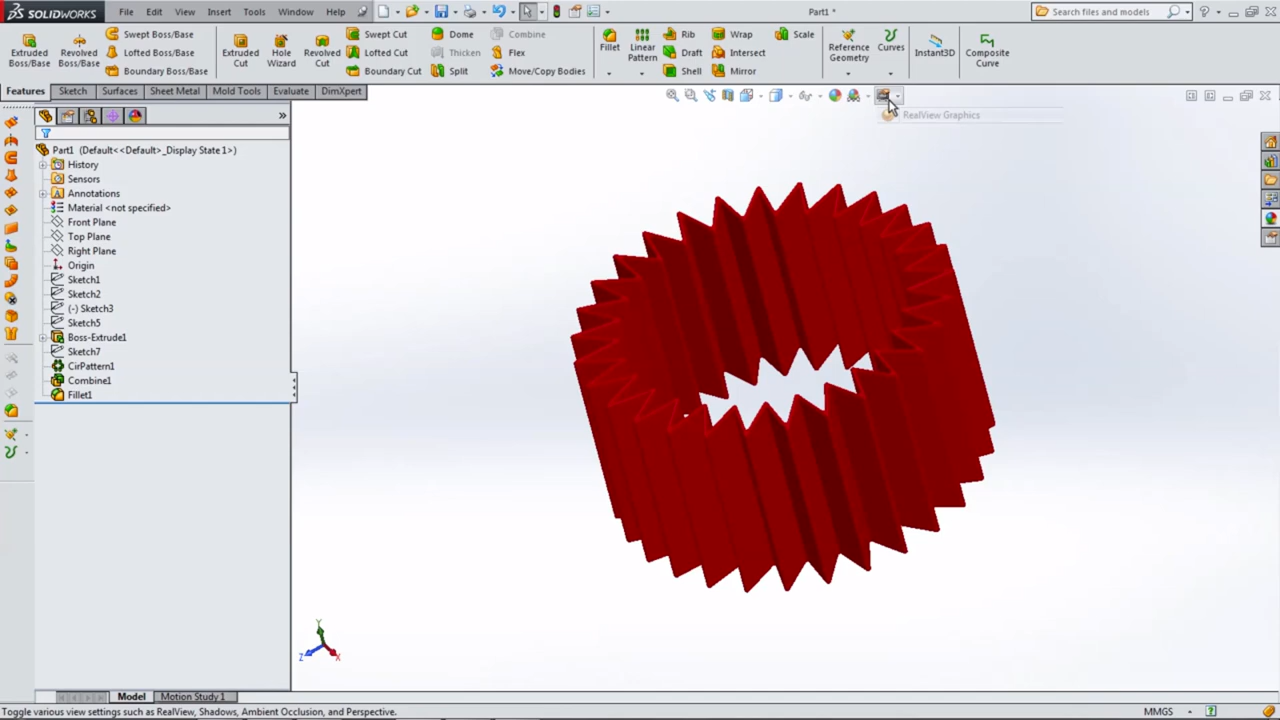 SOLIDWORKS File Edit View Insert Tools Window Help Part1 * Search files and models
Extruded Boss/Base Revolved Boss/Base Swept Boss/Base Extruded Cut Hole Wizard Revolved Cut Swept Cut Dome Combine Fillet Linear Pattern Rib Wrap Scale Reference Geometry Curves Instant3D Composite Curve
Lofted Boss/Base Lofted Cut Thicken Flex Draft Intersect
Boundary Boss/Base Boundary Cut Split Move/Copy Bodies Shell Mirror
Features Sketch Surfaces Sheet Metal Mold Tools Evaluate DimXpert
RealView Graphics
Part1 (Default<<Default>_Display State 1>)
History
Sensors
Annotations
Material <not specified>
Front Plane
Top Plane
Right Plane
Origin
Sketch1
Sketch2
(-) Sketch3
Sketch5
Boss-Extrude1
Sketch7
CirPattern1
Combine1
Fillet1
Y
Z X
Model Motion Study 1
Toggle various view settings such as RealView, Shadows, Ambient Occlusion, and Perspective. MMGS